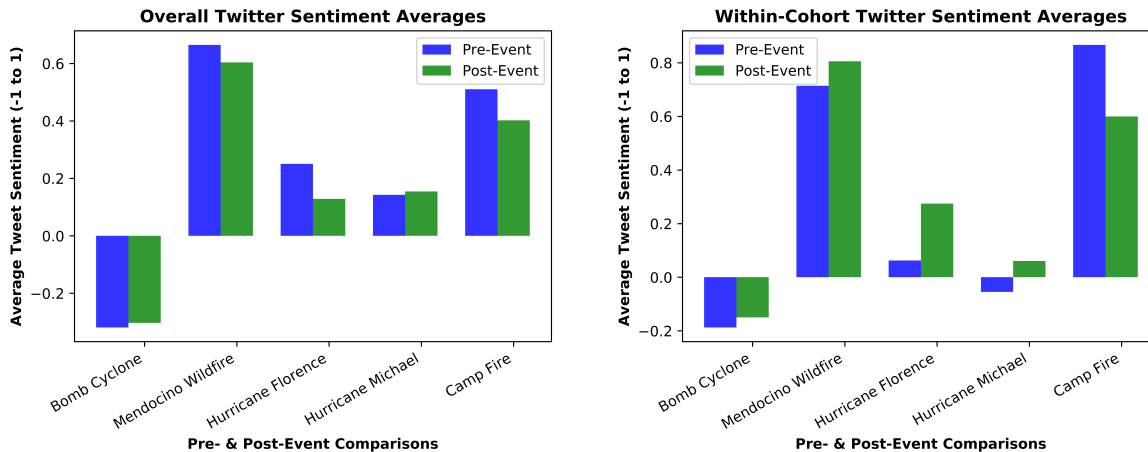 Overall Twitter Sentiment Averages
Average Tweet Sentiment (-1 to 1)
0.6
0.4
0.2
0.0
−0.2
Pre-Event
Post-Event
Bomb Cyclone
Mendocino Wildfire
Hurricane Florence
Hurricane Michael
Camp Fire
Pre- & Post-Event Comparisons
Within-Cohort Twitter Sentiment Averages
Average Tweet Sentiment (-1 to 1)
0.8
0.6
0.4
0.2
0.0
−0.2
Pre-Event
Post-Event
Bomb Cyclone
Mendocino Wildfire
Hurricane Florence
Hurricane Michael
Camp Fire
Pre- & Post-Event Comparisons